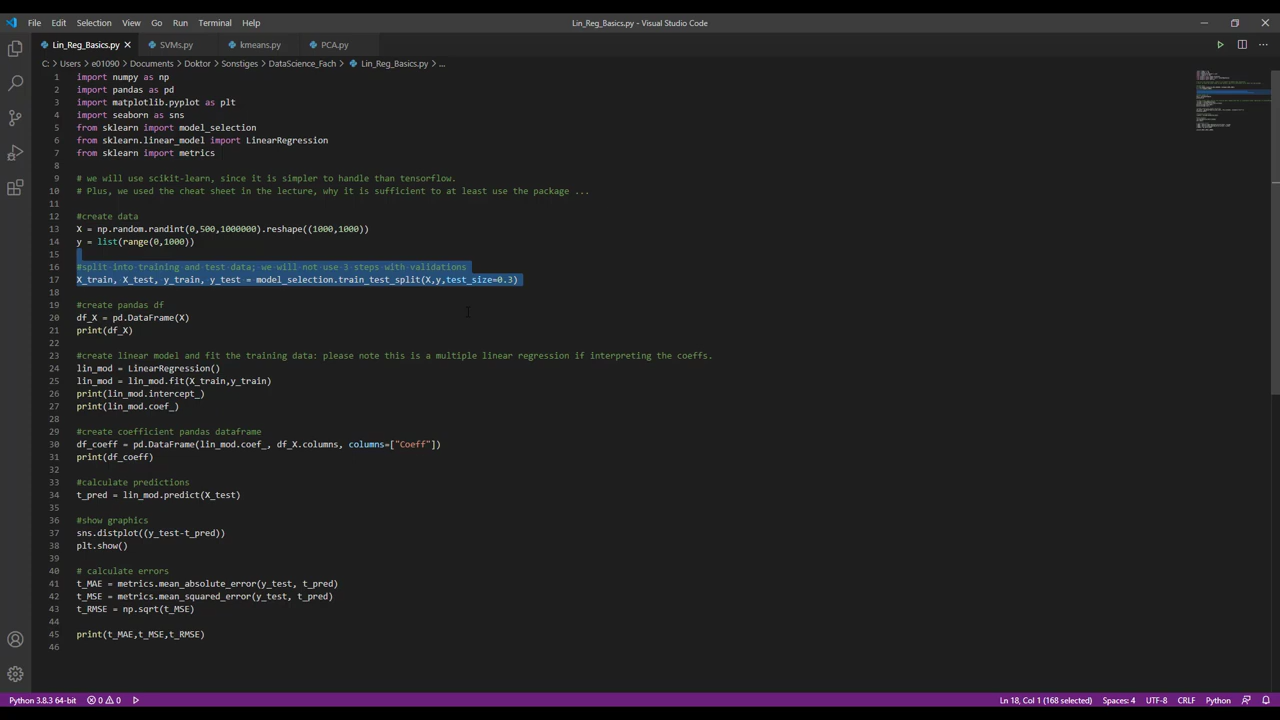 File Edit Selection View Go Run Terminal Help
Lin_Reg_Basics.py - Visual Studio Code
Lin_Reg_Basics.py SVMs.py kmeans.py PCA.py
C: > Users > e01090 > Documents > Doktor > Sonstiges > DataScience_Fach > Lin_Reg_Basics.py > ...
1 import numpy as np
2 import pandas as pd
3 import matplotlib.pyplot as plt
4 import seaborn as sns
5 from sklearn import model_selection
6 from sklearn.linear_model import LinearRegression
7 from sklearn import metrics
8
9 # we will use scikit-learn, since it is simpler to handle than tensorflow.
10 # Plus, we used the cheat sheet in the lecture, why it is sufficient to at least use the package ...
11
12 #create data
13 X = np.random.randint(0,500,1000000).reshape((1000,1000))
14 y = list(range(0,1000))
15
16 #split into training and test data; we will not use 3 steps with validations
17 X_train, X_test, y_train, y_test = model_selection.train_test_split(X,y,test_size=0.3)
18
19 #create pandas df
20 df_X = pd.DataFrame(X)
21 print(df_X)
22
23 #create linear model and fit the training data: please note this is a multiple linear regression if interpreting the coeffs.
24 lin_mod = LinearRegression()
25 lin_mod = lin_mod.fit(X_train,y_train)
26 print(lin_mod.intercept_)
27 print(lin_mod.coef_)
28
29 #create coefficient pandas dataframe
30 df_coeff = pd.DataFrame(lin_mod.coef_, df_X.columns, columns=["Coeff"])
31 print(df_coeff)
32
33 #calculate predictions
34 t_pred = lin_mod.predict(X_test)
35
36 #show graphics
37 sns.distplot((y_test-t_pred))
38 plt.show()
39
40 # calculate errors
41 t_MAE = metrics.mean_absolute_error(y_test, t_pred)
42 t_MSE = metrics.mean_squared_error(y_test, t_pred)
43 t_RMSE = np.sqrt(t_MSE)
44
45 print(t_MAE,t_MSE,t_RMSE)
46
Python 3.8.3 64-bit 0 0 Ln 18, Col 1 (168 selected) Spaces: 4 UTF-8 CRLF Python